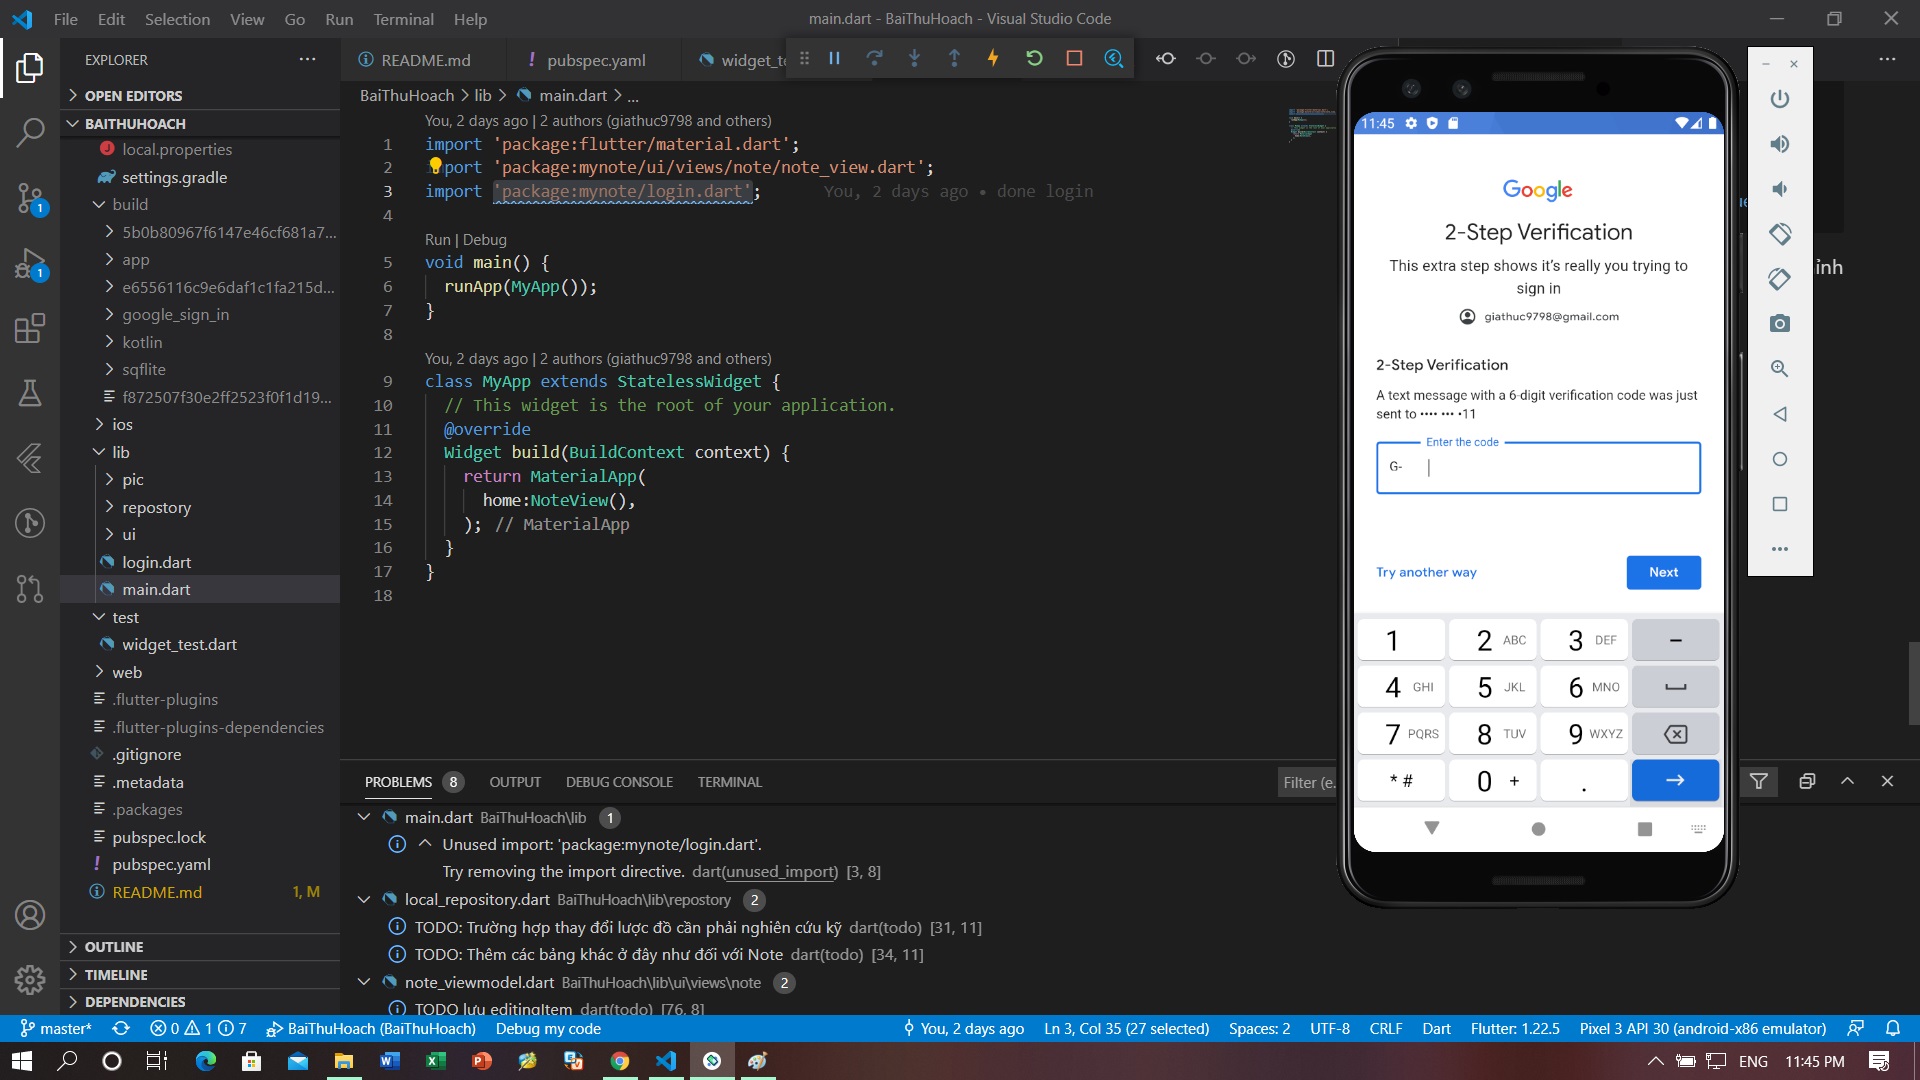 File Edit Selection View Go Run Terminal Help
main.dart - BaiThuHoach - Visual Studio Code
EXPLORER
OPEN EDITORS
BAITHUHOACH
local.properties
settings.gradle
build
5b0b80967f6147e46cf681a7...
app
e6556116c9e6daf1c1fa215d...
google_sign_in
kotlin
sqflite
f872507f30e2ff2523f0f1d19...
ios
lib
pic
repostory
ui
login.dart
main.dart
test
widget_test.dart
web
.flutter-plugins
.flutter-plugins-dependencies
.gitignore
.metadata
.packages
pubspec.lock
pubspec.yaml
README.md 1, M
OUTLINE
TIMELINE
DEPENDENCIES
1
1
README.md
pubspec.yaml
BaiThuHoach > lib > main.dart > ...
You, 2 days ago | 2 authors (giathuc9798 and others)
1 import 'package:flutter/material.dart';
2 import 'package:mynote/ui/views/note/note_view.dart';
3 import 'package:mynote/login.dart'; You, 2 days ago • done login
4
Run | Debug
5 void main() {
6 runApp(MyApp());
7 }
8
You, 2 days ago | 2 authors (giathuc9798 and others)
9 class MyApp extends StatelessWidget {
10 // This widget is the root of your application.
11 @override
12 Widget build(BuildContext context) {
13 return MaterialApp(
14 home:NoteView(),
15 ); // MaterialApp
16 }
17 }
18
PROBLEMS 8 OUTPUT DEBUG CONSOLE TERMINAL
Filter (e.
main.dart BaiThuHoach\lib 1
Unused import: 'package:mynote/login.dart'.
Try removing the import directive. dart(unused_import) [3, 8]
local_repository.dart BaiThuHoach\lib\repostory 2
TODO: Trường hợp thay đổi lược đồ cần phải nghiên cứu kỹ dart(todo) [31, 11]
TODO: Thêm các bảng khác ở đây như đối với Note dart(todo) [34, 11]
note_viewmodel.dart BaiThuHoach\lib\ui\views\note 2
TODO lưu editingItem dart(todo) [76, 8]
11:45
Google
2-Step Verification
This extra step shows it's really you trying to
sign in
giathuc9798@gmail.com
2-Step Verification
A text message with a 6-digit verification code was just
sent to •••• ••• •11
Enter the code
G-
Try another way Next
1 2 ABC 3 DEF –
4 GHI 5 JKL 6 MNO
7 PQRS 8 TUV 9 WXYZ
* # 0 + .
ỉnh
master* 0 1 7 BaiThuHoach (BaiThuHoach) Debug my code You, 2 days ago Ln 3, Col 35 (27 selected) Spaces: 2 UTF-8 CRLF Dart Flutter: 1.22.5 Pixel 3 API 30 (android-x86 emulator)
ENG 11:45 PM